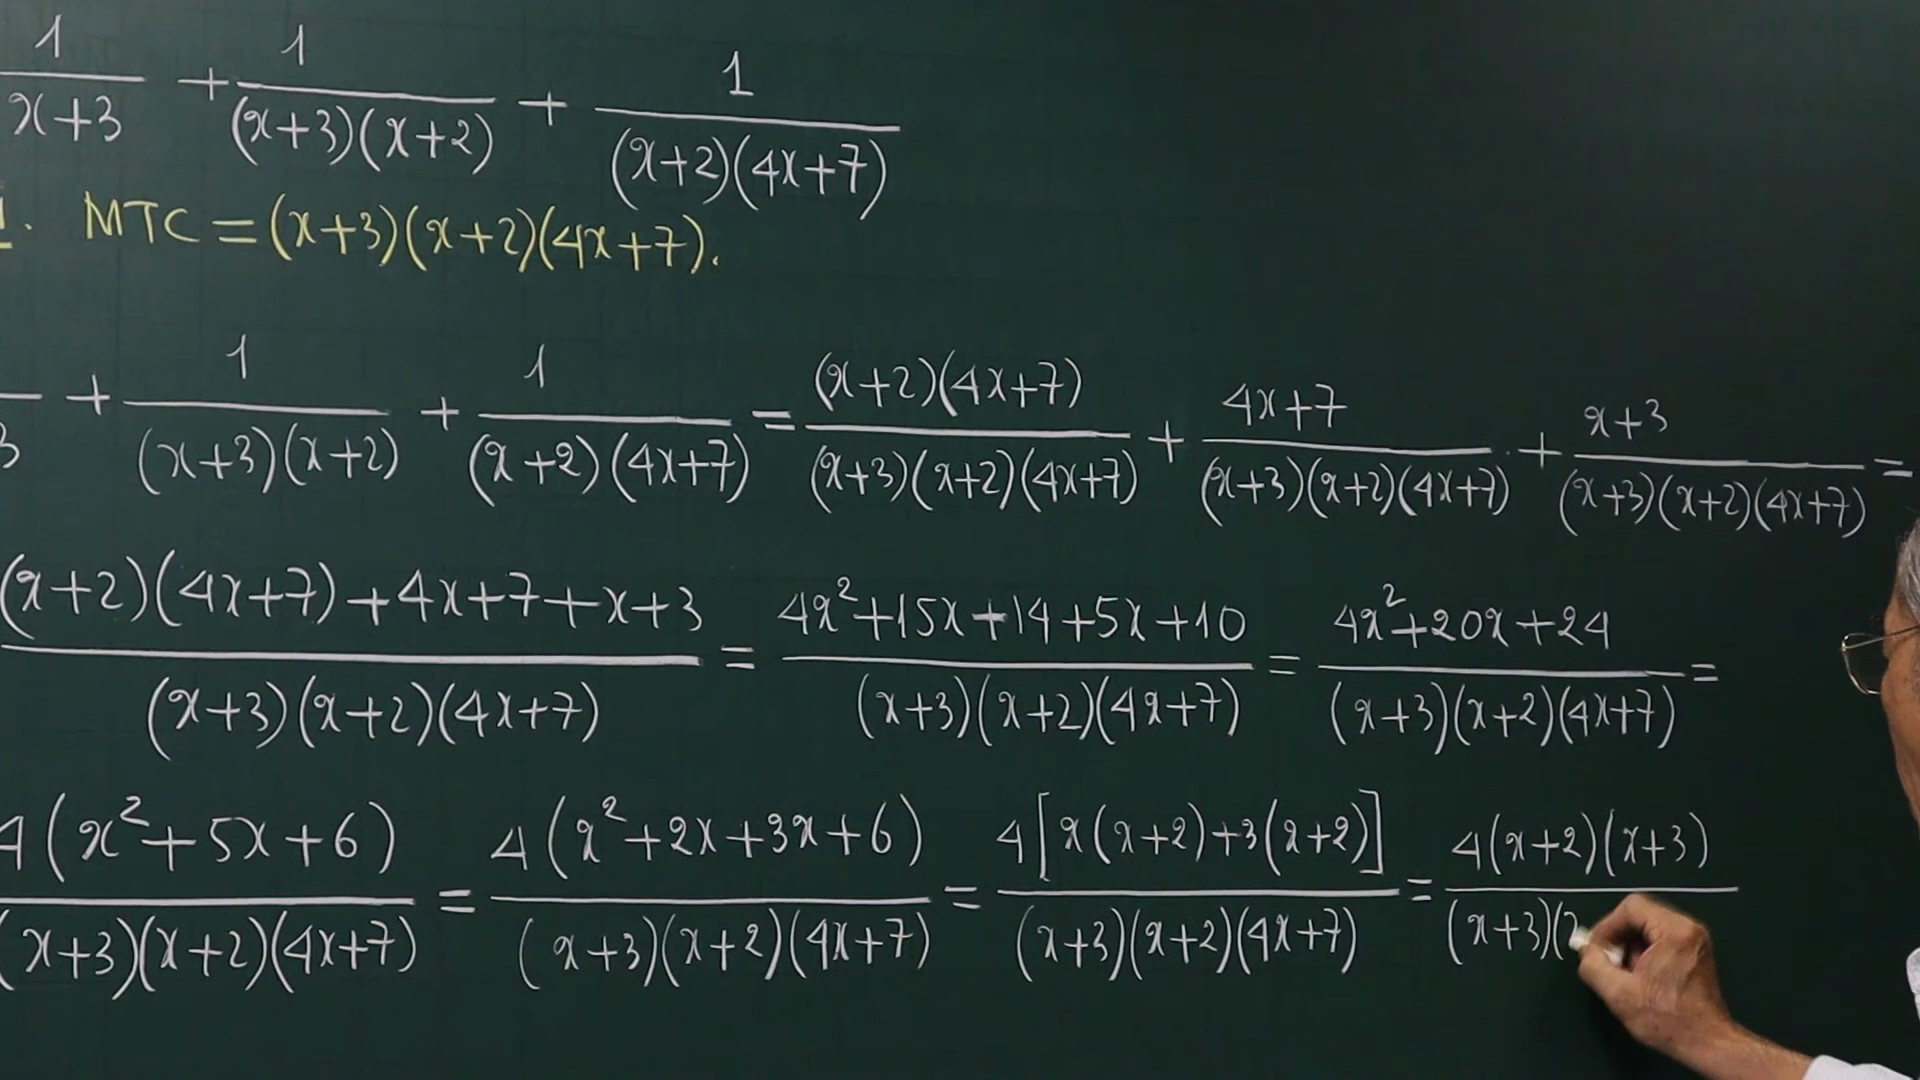 1/(x+3) + 1/((x+3)(x+2)) + 1/((x+2)(4x+7))
MTC = (x+3)(x+2)(4x+7).
+ 1/((x+3)(x+2)) + 1/((x+2)(4x+7)) = (x+2)(4x+7)/((x+3)(x+2)(4x+7)) + (4x+7)/((x+3)(x+2)(4x+7)) + (x+3)/((x+3)(x+2)(4x+7)) =
((x+2)(4x+7)+4x+7+x+3)/((x+3)(x+2)(4x+7)) = (4x²+15x+14+5x+10)/((x+3)(x+2)(4x+7)) = (4x²+20x+24)/((x+3)(x+2)(4x+7)) =
4(x²+5x+6)/((x+3)(x+2)(4x+7)) = 4(x²+2x+3x+6)/((x+3)(x+2)(4x+7)) = 4[x(x+2)+3(x+2)]/((x+3)(x+2)(4x+7)) = 4(x+2)(x+3)/(x+3)(